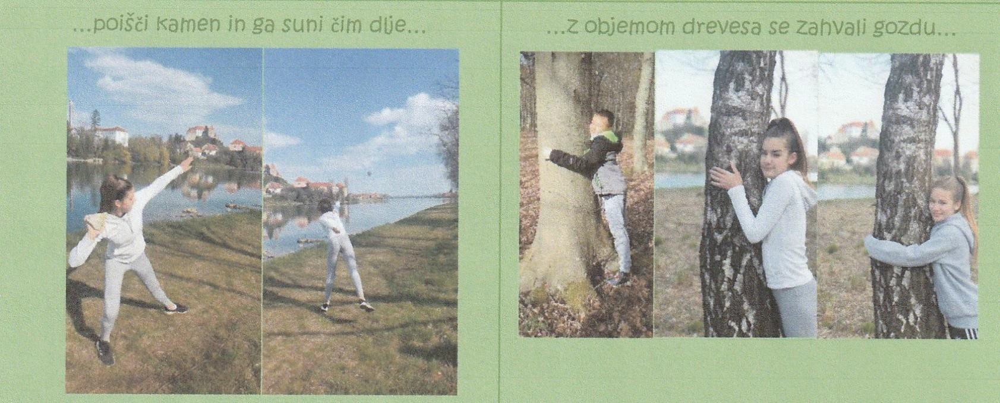 ...poišči kamen in ga suni čim dlje...
...z objemom drevesa se zahvali gozdu...